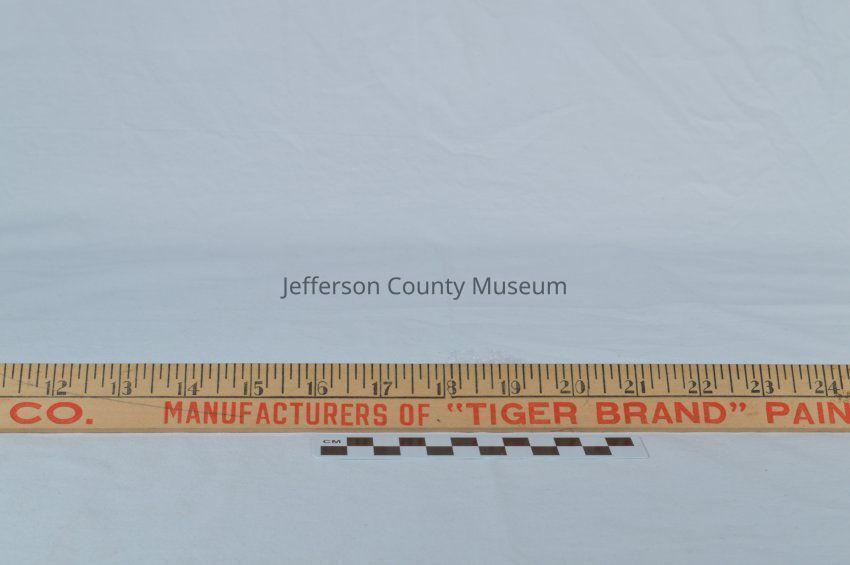 Jefferson County Museum
12 13 14 15 16 17 18 19 20 21 22 23 24
CO. MANUFACTURERS OF "TIGER BRAND" PAIN
CM